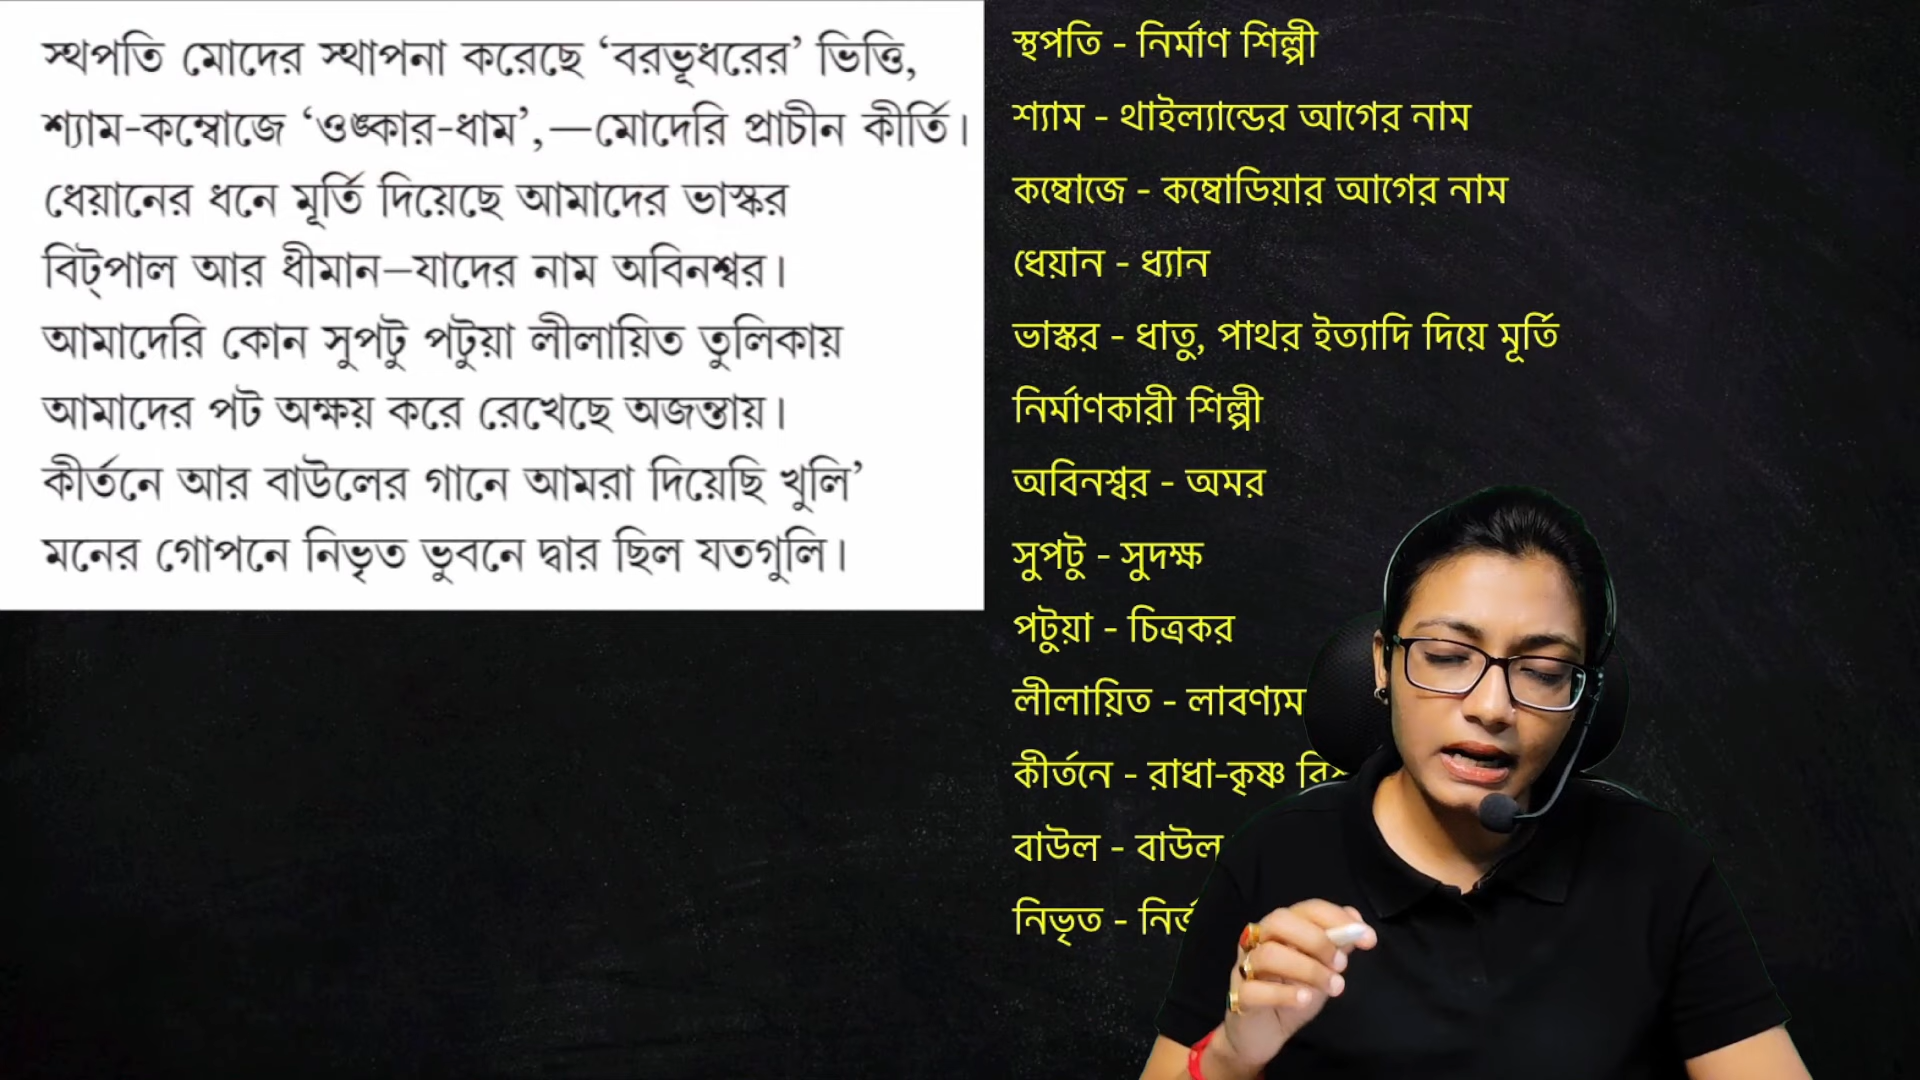 স্থপতি মোদের স্থাপনা করেছে ‘বরভূধরের’ ভিত্তি,
শ্যাম-কম্বোজে ‘ওঙ্কার-ধাম’,—মোদেরি প্রাচীন কীর্তি।
ধেয়ানের ধনে মূর্তি দিয়েছে আমাদের ভাস্কর
বিট্‌পাল আর ধীমান–যাদের নাম অবিনশ্বর।
আমাদেরি কোন সুপটু পটুয়া লীলায়িত তুলিকায়
আমাদের পট অক্ষয় করে রেখেছে অজন্তায়।
কীর্তনে আর বাউলের গানে আমরা দিয়েছি খুলি’
মনের গোপনে নিভৃত ভুবনে দ্বার ছিল যতগুলি।
স্থপতি - নির্মাণ শিল্পী
শ্যাম - থাইল্যান্ডের আগের নাম
কম্বোজে - কম্বোডিয়ার আগের নাম
ধেয়ান - ধ্যান
ভাস্কর - ধাতু, পাথর ইত্যাদি দিয়ে মূর্তি
নির্মাণকারী শিল্পী
অবিনশ্বর - অমর
সুপটু - সুদক্ষ
পটুয়া - চিত্রকর
লীলায়িত -
কীর্তনে - রাধা-কৃষ্ণ
বাউল - বাউল
নিভৃত -